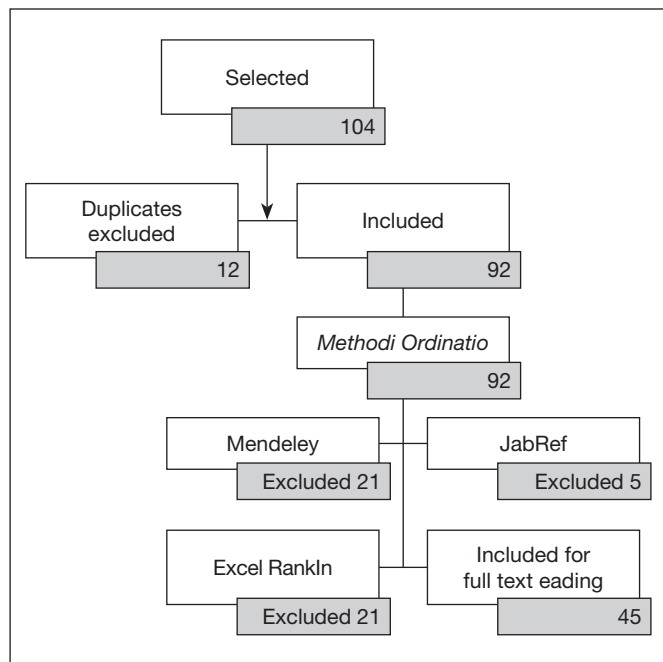 Selected
104
Duplicates
excluded
12
Included
92
Methodi Ordinatio
92
Mendeley
Excluded 21
JabRef
Excluded 5
Excel RankIn
Excluded 21
Included for
full text eading
45